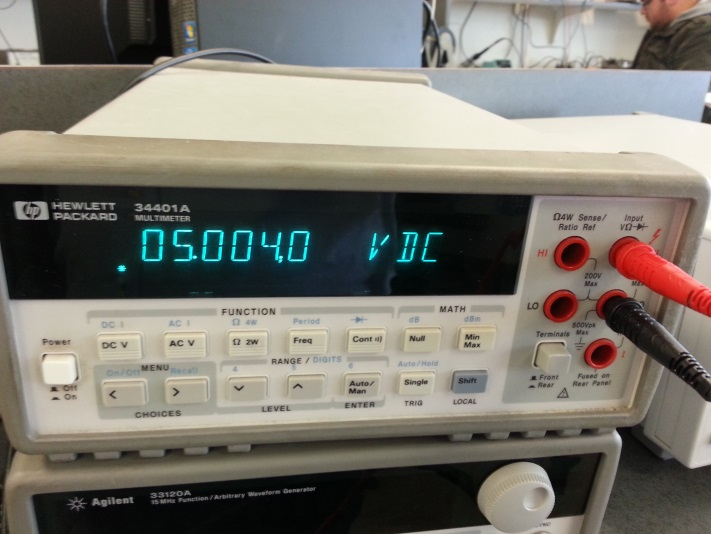 hp HEWLETT PACKARD
34401A
MULTIMETER
05.004,0 VDC
Ω4W Sense/ Ratio Ref
Input VΩ
HI
LO
200V Max
Max
500Vpk Max
I
Terminals
Front
Rear
Fused on Rear Panel
Power
Off
On
FUNCTION
MATH
DC I
AC I
Ω 4W
Period
dB
dBm
DC V
AC V
Ω 2W
Freq
Cont
Null
Min Max
MENU
RANGE / DIGITS
On/Off
Recall
4
5
6
Auto/Hold
<
>
Auto/ Man
Single
Shift
CHOICES
LEVEL
ENTER
TRIG
LOCAL
Agilent
33120A
15 MHz Function / Arbitrary Waveform Generator